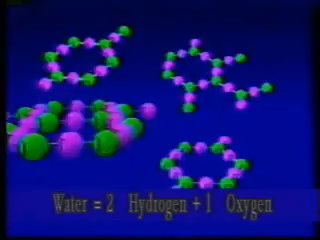 Water = 2 Hydrogen + 1 Oxygen